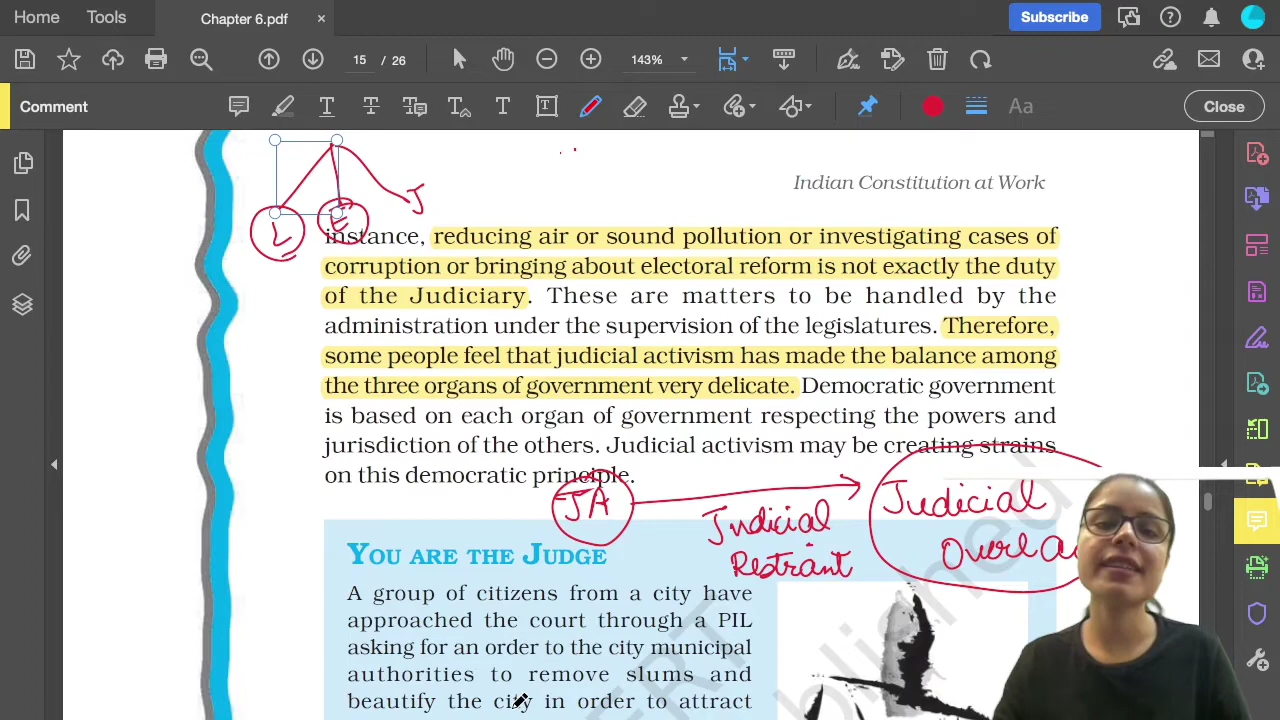 Home Tools Chapter 6.pdf × Subscribe
15 / 26 143%
Comment Close
Indian Constitution at Work
J
L E
instance, reducing air or sound pollution or investigating cases of
corruption or bringing about electoral reform is not exactly the duty
of the Judiciary. These are matters to be handled by the
administration under the supervision of the legislatures. Therefore,
some people feel that judicial activism has made the balance among
the three organs of government very delicate. Democratic government
is based on each organ of government respecting the powers and
jurisdiction of the others. Judicial activism may be creating strains
on this democratic principle.
JA Judicial Restrant Judicial
YOU ARE THE JUDGE
A group of citizens from a city have
approached the court through a PIL
asking for an order to the city municipal
authorities to remove slums and
beautify the city in order to attract